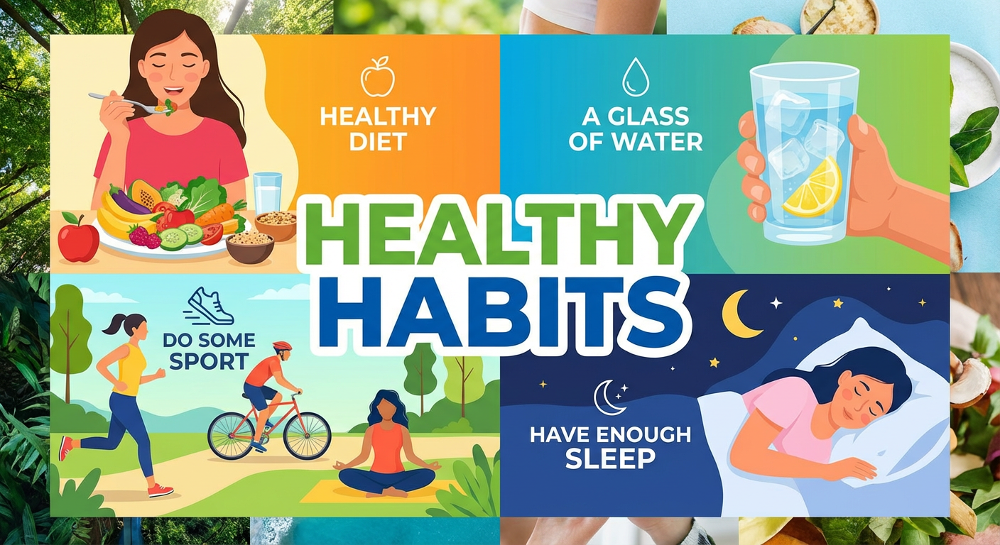 HEALTHY
DIET
A GLASS
OF WATER
HEALTHY
HABITS
DO SOME
SPORT
HAVE ENOUGH
SLEEP